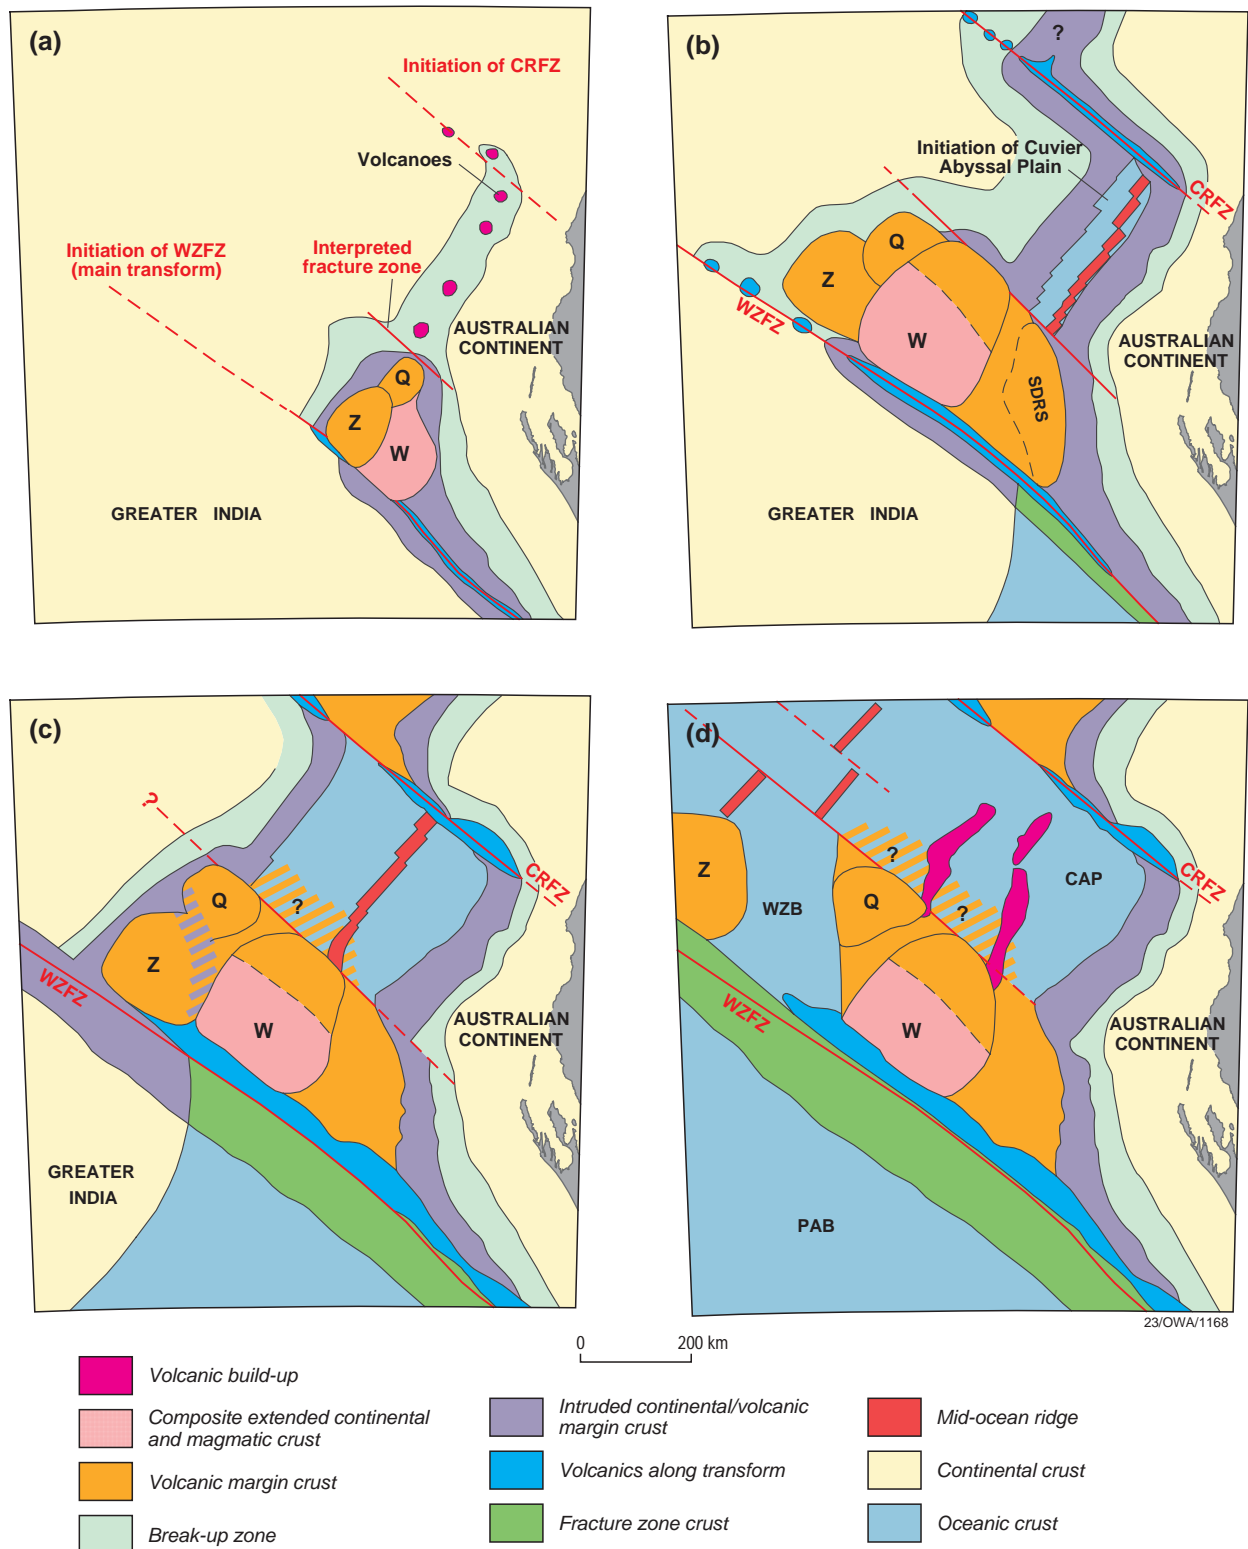 (a)
Initiation of CRFZ
Volcanoes
Initiation of WZFZ
(main transform)
Interpreted
fracture zone
AUSTRALIAN
CONTINENT
Q
Z
W
GREATER INDIA
(b)
?
Initiation of Cuvier
Abyssal Plain
CRFZ
Q
Z
WZFZ
W
AUSTRALIAN
CONTINENT
SDRS
GREATER INDIA
(c)
?
CRFZ
Q
?
Z
WZFZ
W
AUSTRALIAN
CONTINENT
GREATER
INDIA
(d)
?
Z
CAP
CRFZ
Q
WZB
?
WZFZ
W
AUSTRALIAN
CONTINENT
PAB
23/OWA/1168
0
200 km
Volcanic build-up
Composite extended continental
and magmatic crust
Volcanic margin crust
Break-up zone
Intruded continental/volcanic
margin crust
Volcanics along transform
Fracture zone crust
Mid-ocean ridge
Continental crust
Oceanic crust